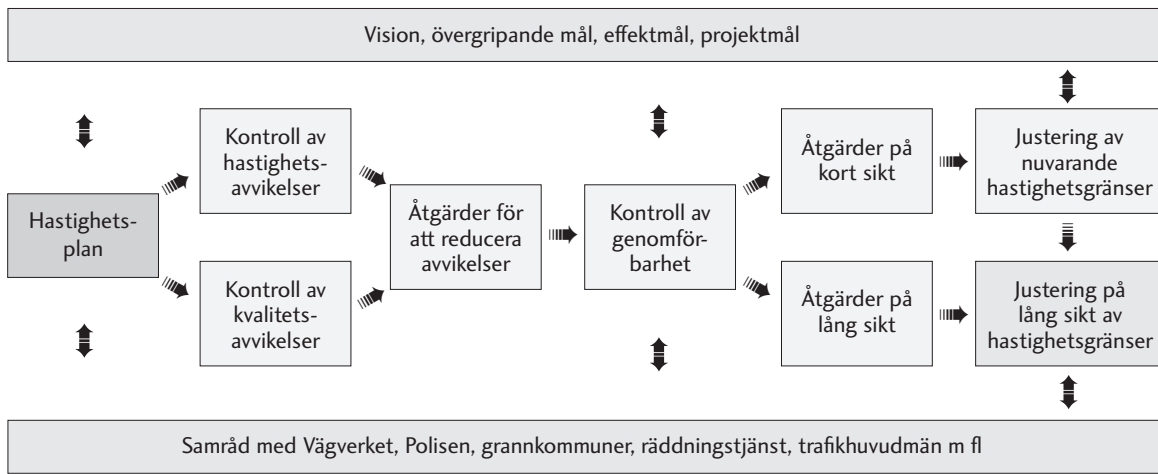 Vision, övergripande mål, effektmål, projektmål
Hastighets-
plan
Kontroll av
hastighets-
avvikelser
Kontroll av
kvalitets-
avvikelser
Åtgärder för
att reducera
avvikelser
Kontroll av
genomför-
barhet
Åtgärder på
kort sikt
Åtgärder på
lång sikt
Justering av
nuvarande
hastighetsgränser
Justering på
lång sikt av
hastighetsgränser
Samråd med Vägverket, Polisen, grannkommuner, räddningstjänst, trafikhuvudmän m fl